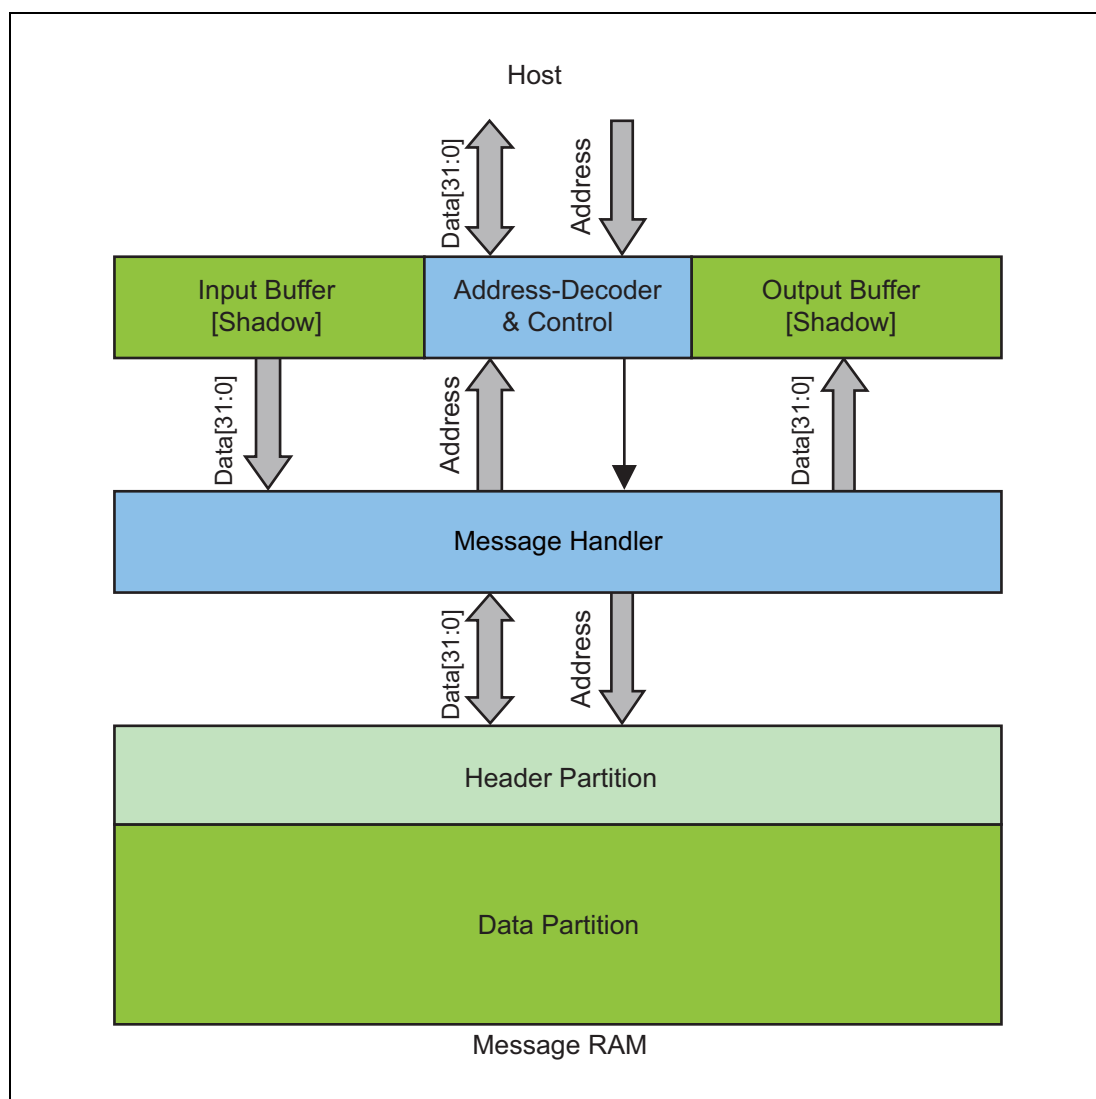 Host
Data[31:0]
Address
Input Buffer
[Shadow]
Address-Decoder
& Control
Output Buffer
[Shadow]
Data[31:0]
Address
Data[31:0]
Message Handler
Data[31:0]
Address
Header Partition
Data Partition
Message RAM